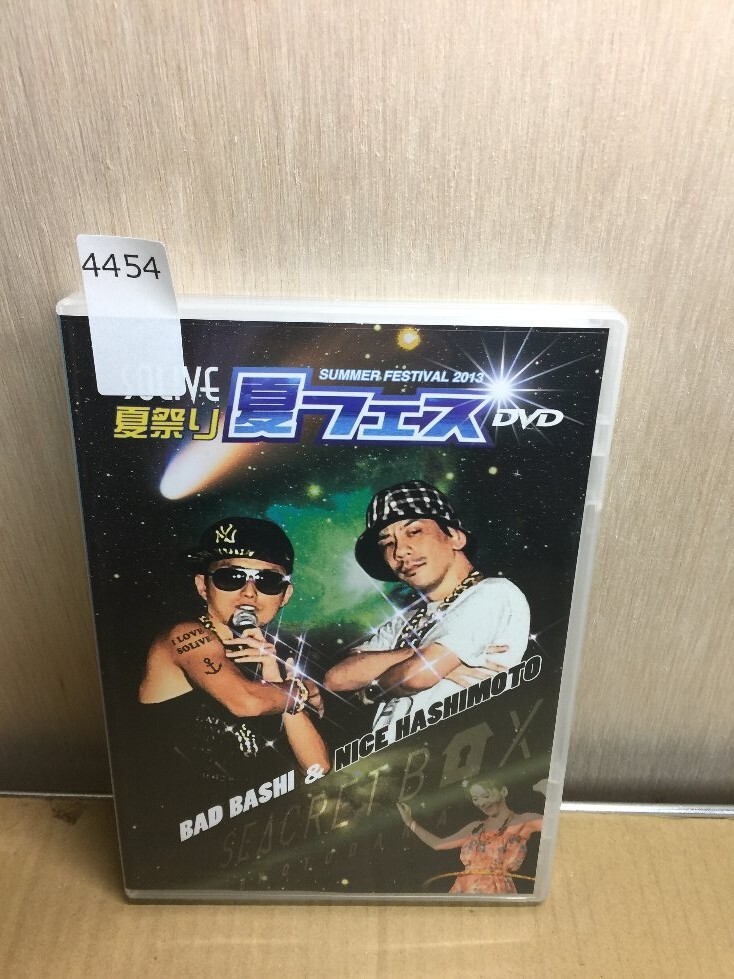 4454
SOLiVE
SUMMER FESTIVAL 2013
夏祭り 夏フェス DVD
NY
I LOVE
SOLIVE
BAD BASHI & NICE HASHIMOTO
SEACRET BOX